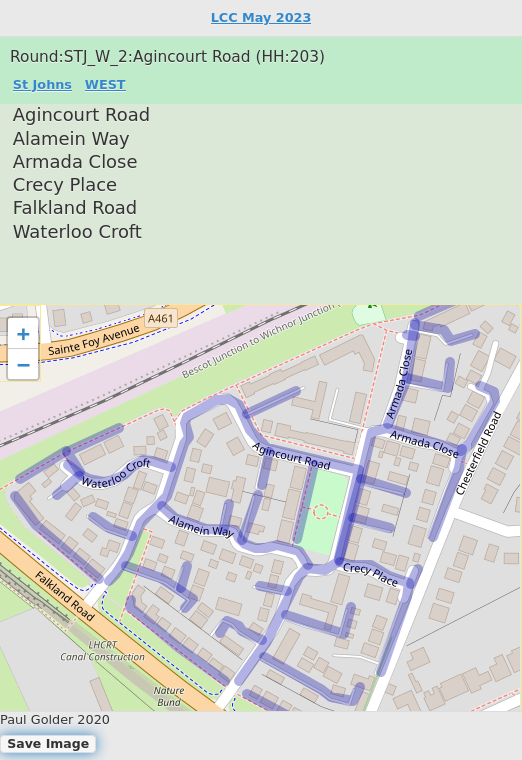 LCC May 2023
Round:STJ_W_2:Agincourt Road (HH:203)
St Johns WEST
Agincourt Road
Alamein Way
Armada Close
Crecy Place
Falkland Road
Waterloo Croft
+
−
A461
Sainte Foy Avenue
Bescot Junction to Wichnor Junction
Armada Close
Armada Close
Chesterfield Road
Agincourt Road
Waterloo Croft
Alamein Way
Crecy Place
Falkland Road
LHCRT
Canal Construction
Nature
Bund
Paul Golder 2020
Save Image